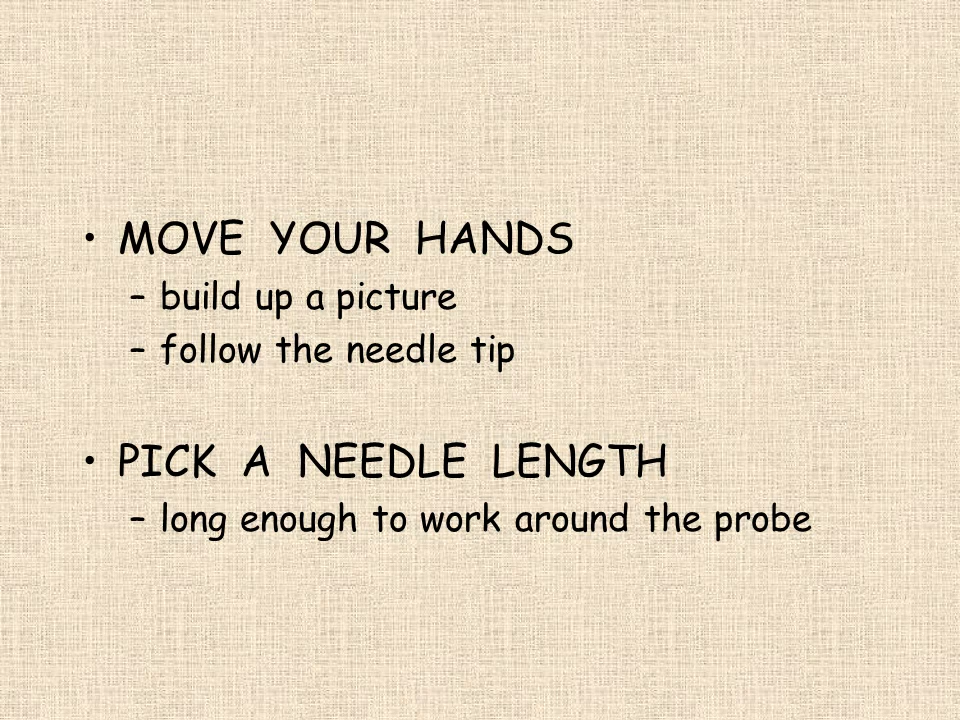 • MOVE YOUR HANDS
– build up a picture
– follow the needle tip
• PICK A NEEDLE LENGTH
– long enough to work around the probe